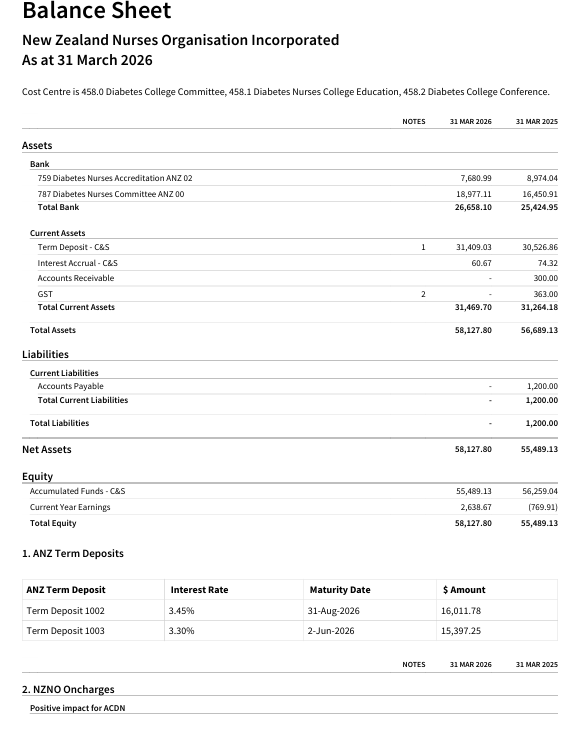 Balance Sheet
New Zealand Nurses Organisation Incorporated
As at 31 March 2026
Cost Centre is 458.0 Diabetes College Committee, 458.1 Diabetes Nurses College Education, 458.2 Diabetes College Conference.
NOTES 31 MAR 2026 31 MAR 2025
Assets
Bank
759 Diabetes Nurses Accreditation ANZ 02 7,680.99 8,974.04
787 Diabetes Nurses Committee ANZ 00 18,977.11 16,450.91
Total Bank 26,658.10 25,424.95
Current Assets
Term Deposit - C&S 1 31,409.03 30,526.86
Interest Accrual - C&S 60.67 74.32
Accounts Receivable - 300.00
GST 2 - 363.00
Total Current Assets 31,469.70 31,264.18
Total Assets 58,127.80 56,689.13
Liabilities
Current Liabilities
Accounts Payable - 1,200.00
Total Current Liabilities - 1,200.00
Total Liabilities - 1,200.00
Net Assets 58,127.80 55,489.13
Equity
Accumulated Funds - C&S 55,489.13 56,259.04
Current Year Earnings 2,638.67 (769.91)
Total Equity 58,127.80 55,489.13
1. ANZ Term Deposits
ANZ Term Deposit Interest Rate Maturity Date $ Amount
Term Deposit 1002 3.45% 31-Aug-2026 16,011.78
Term Deposit 1003 3.30% 2-Jun-2026 15,397.25
NOTES 31 MAR 2026 31 MAR 2025
2. NZNO Oncharges
Positive impact for ACDN